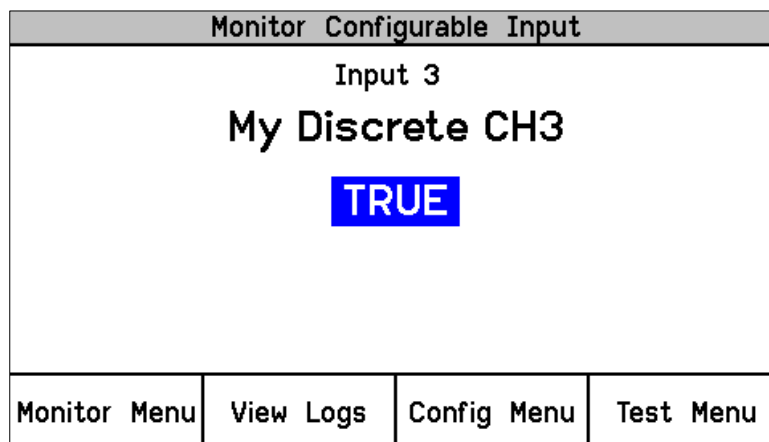 Monitor Configurable Input
Input 3
My Discrete CH3
TRUE
Monitor Menu View Logs Config Menu Test Menu